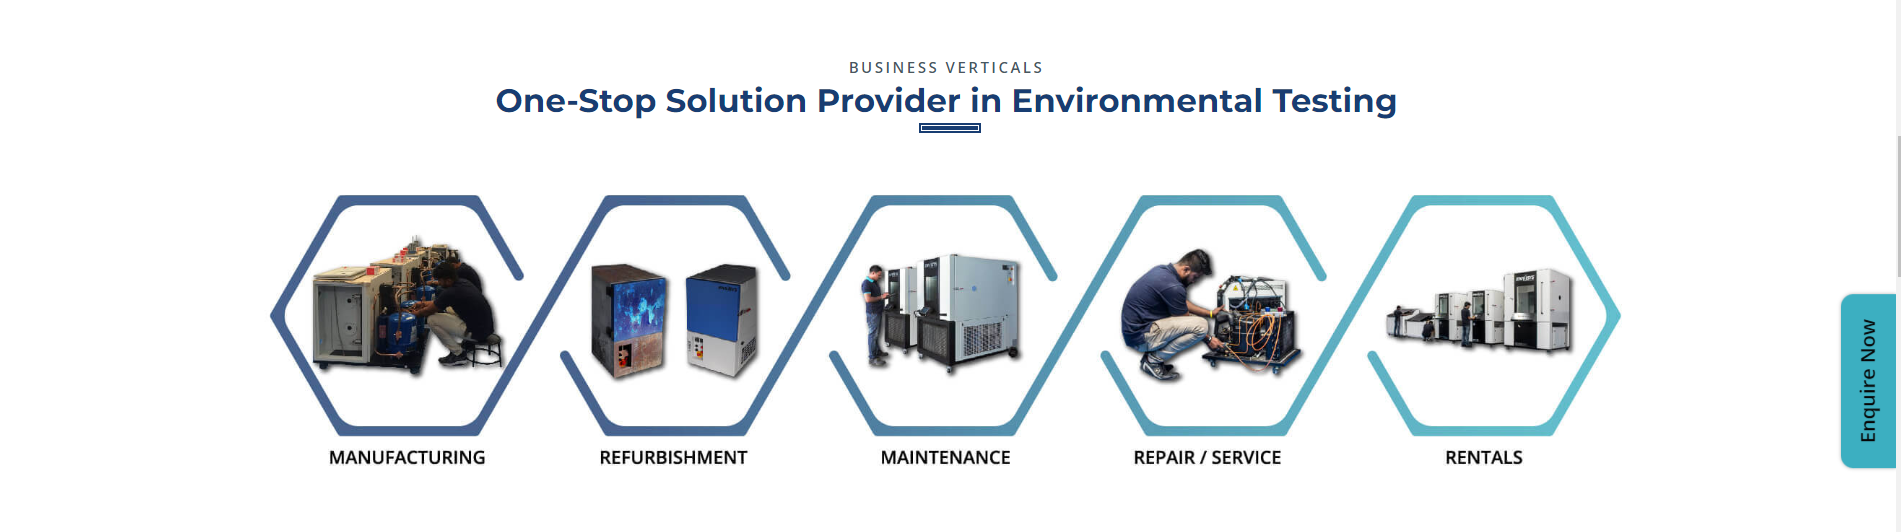 BUSINESS VERTICALS
One-Stop Solution Provider in Environmental Testing
MANUFACTURING
REFURBISHMENT
MAINTENANCE
REPAIR / SERVICE
RENTALS
Enquire Now